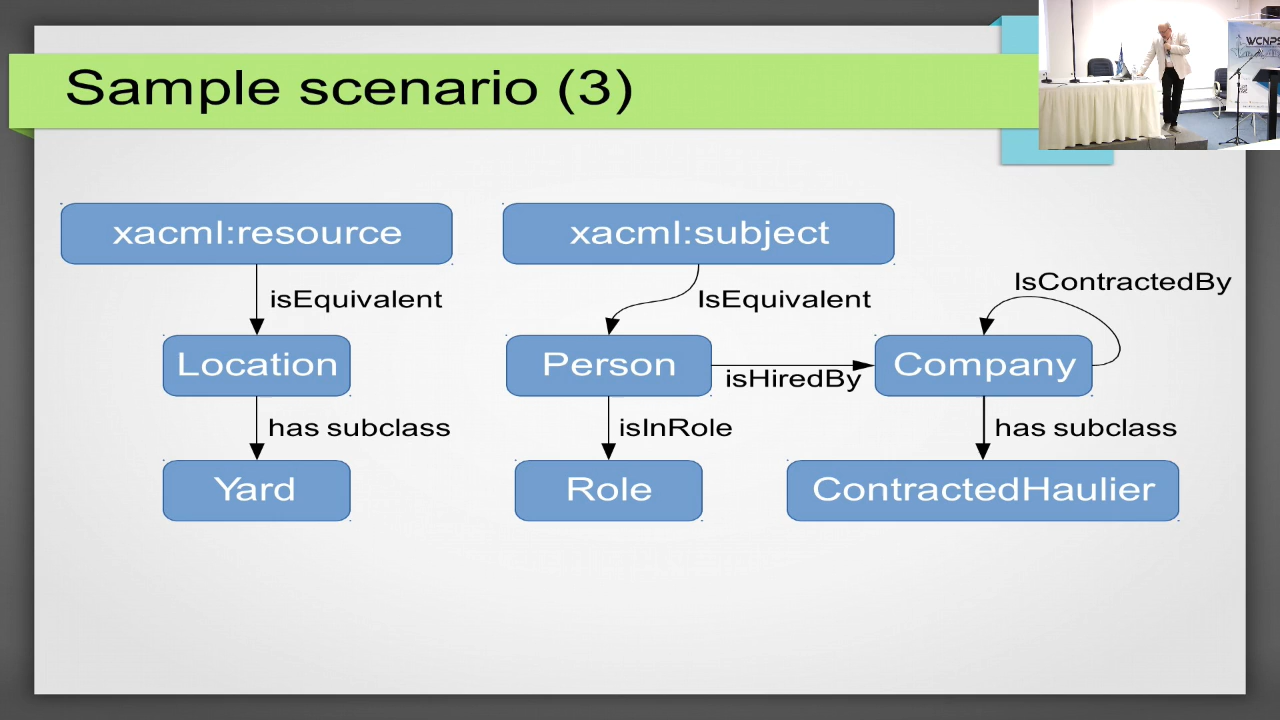 Sample scenario (3)
WCNPS
xacml:resource
xacml:subject
IsContractedBy
isEquivalent
IsEquivalent
Location
Person
isHiredBy
Company
has subclass
isInRole
has subclass
Yard
Role
ContractedHaulier